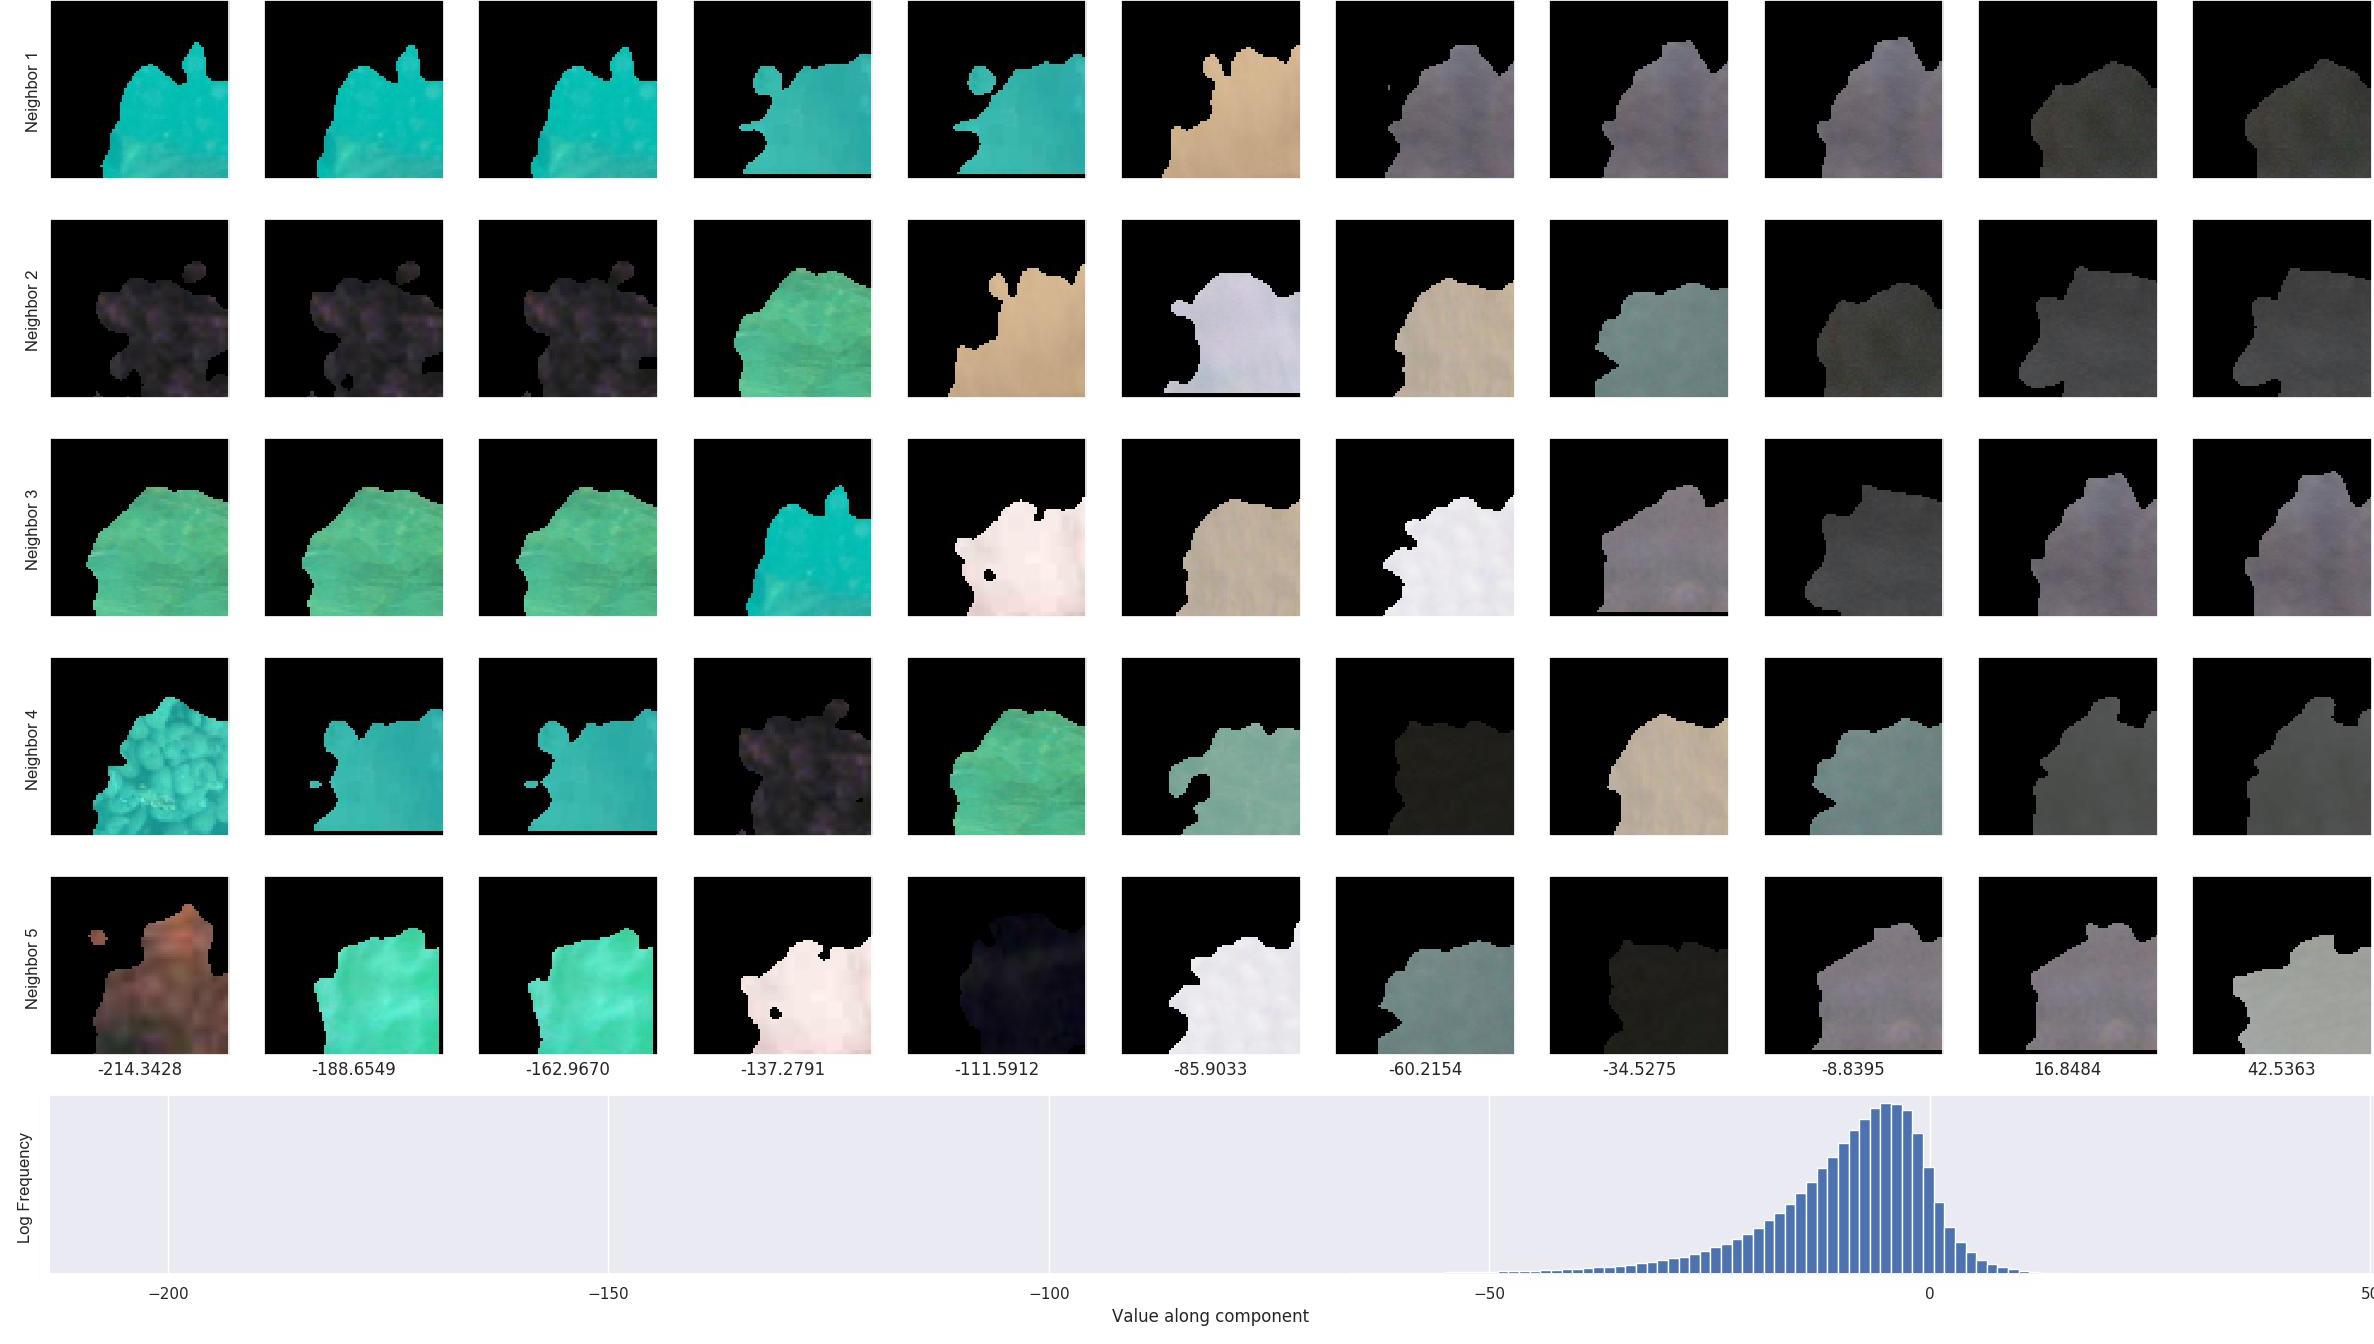 Neighbor 1
Neighbor 2
Neighbor 3
Neighbor 4
Neighbor 5
-214.3428 -188.6549 -162.9670 -137.2791 -111.5912 -85.9033 -60.2154 -34.5275 -8.8395 16.8484 42.5363
Log Frequency
−200 −150 −100 −50 0 50
Value along component